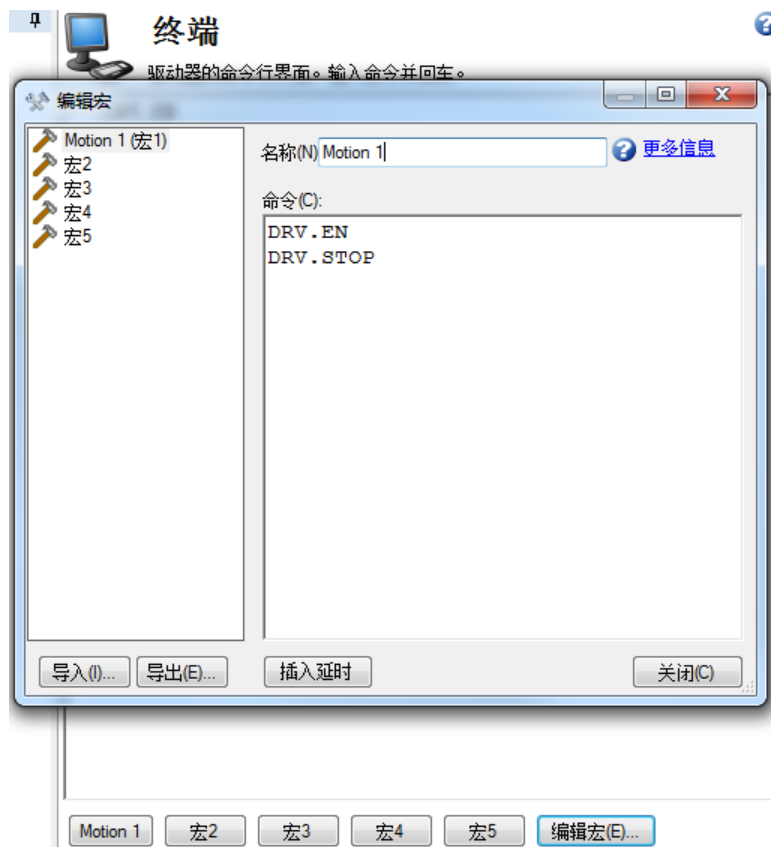 终端
驱动器的命令行界面。输入命令并回车。
编辑宏
Motion 1 (宏1)
宏2
宏3
宏4
宏5
名称(N) Motion 1
更多信息
命令(C):
DRV.EN
DRV.STOP
导入(I)... 导出(E)... 插入延时 关闭(C)
Motion 1 宏2 宏3 宏4 宏5 编辑宏(E)...